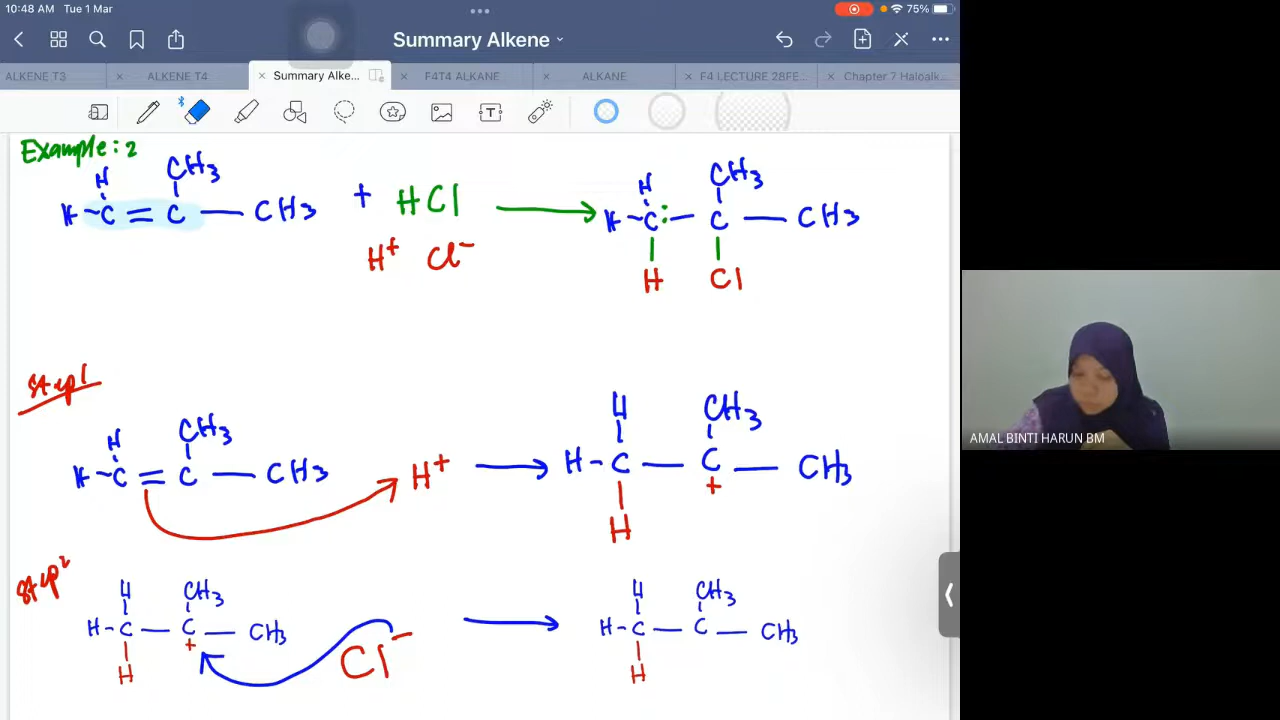 10:48 AM Tue 1 Mar
75%
Summary Alkene
ALKENE T3
ALKENE T4
Summary Alke...
F4T4 ALKANE
ALKANE
F4 LECTURE 28FE...
Chapter 7 Haloalk...
Example: 2
H CH3 H CH3
H-C=C-CH3 + HCl → H-C:-C-CH3
H+ Cl- H Cl
Step 1
H CH3 H CH3
H-C=C-CH3 H+ → H-C-C-CH3
+
H
Step 2
H CH3 H CH3
H-C-C-CH3 Cl- → H-C-C-CH3
+
H H
AMAL BINTI HARUN BM